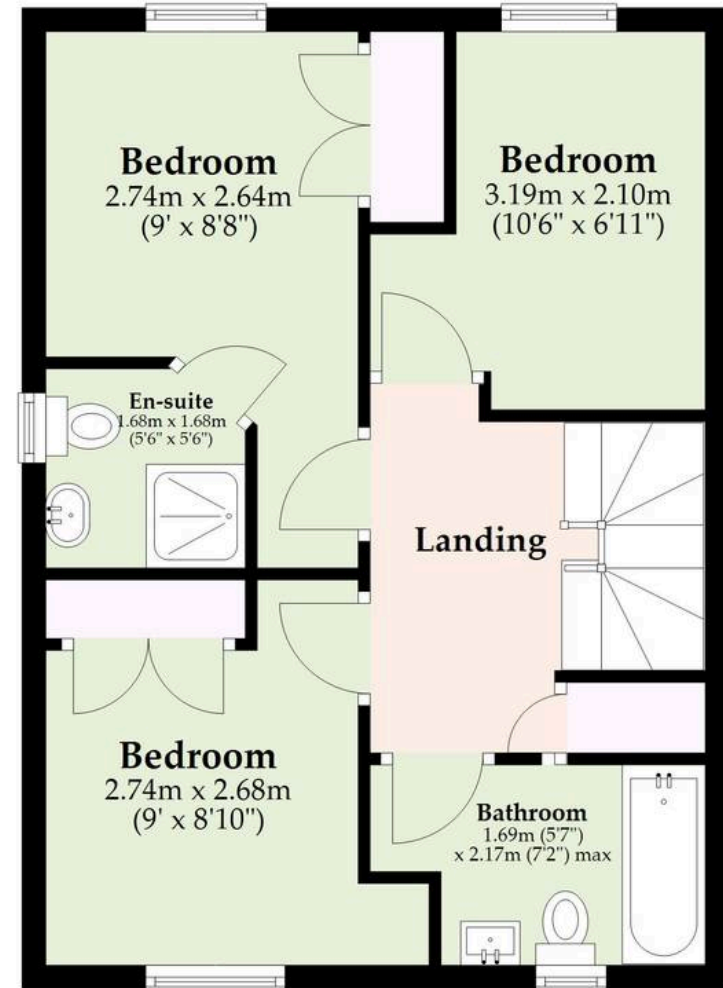 Bedroom
2.74m x 2.64m
(9' x 8'8")
Bedroom
3.19m x 2.10m
(10'6" x 6'11")
En-suite
1.68m x 1.68m
(5'6" x 5'6")
Landing
Bedroom
2.74m x 2.68m
(9' x 8'10")
Bathroom
1.69m (5'7")
x 2.17m (7'2") max